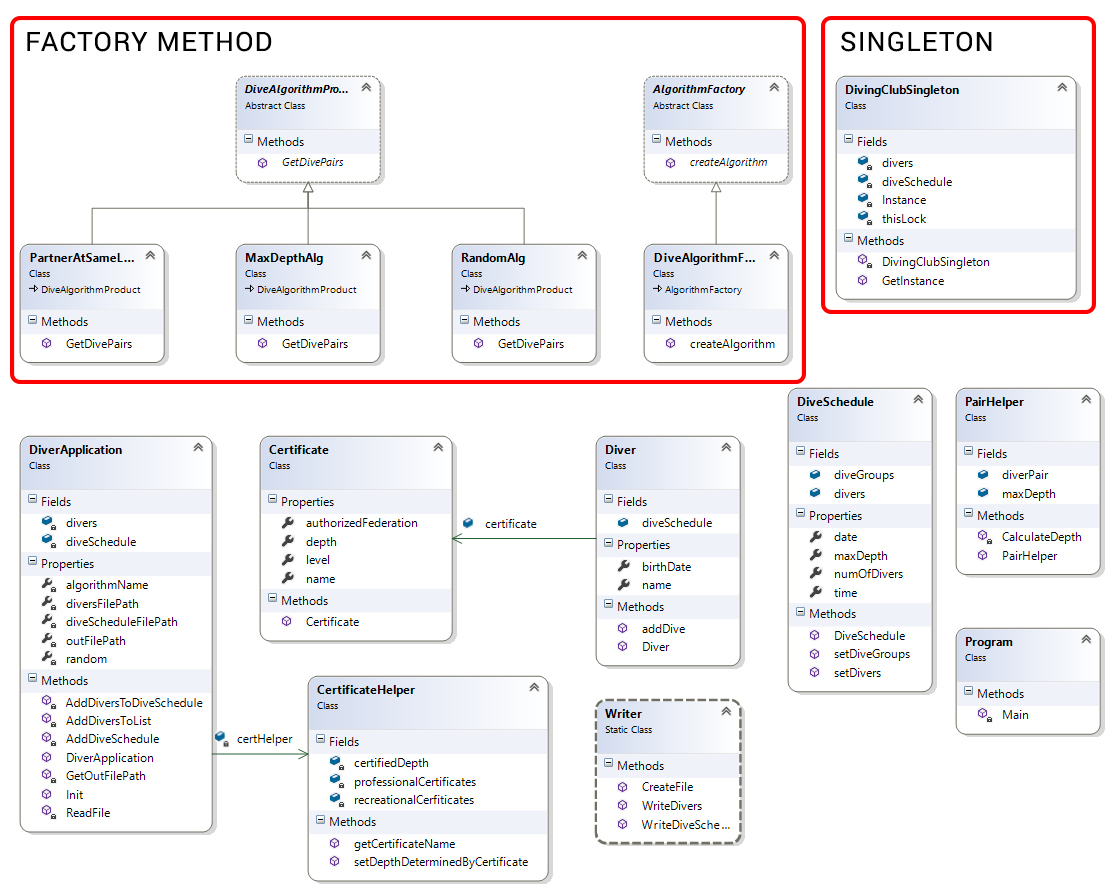 FACTORY METHOD
DiveAlgorithmPro...
Abstract Class
Methods
GetDivePairs
AlgorithmFactory
Abstract Class
Methods
createAlgorithm
PartnerAtSameL...
Class
DiveAlgorithmProduct
Methods
GetDivePairs
MaxDepthAlg
Class
DiveAlgorithmProduct
Methods
GetDivePairs
RandomAlg
Class
DiveAlgorithmProduct
Methods
GetDivePairs
DiveAlgorithmF...
Class
AlgorithmFactory
Methods
createAlgorithm
SINGLETON
DivingClubSingleton
Class
Fields
divers
diveSchedule
Instance
thisLock
Methods
DivingClubSingleton
GetInstance
DiverApplication
Class
Fields
divers
diveSchedule
Properties
algorithmName
diversFilePath
diveScheduleFilePath
outFilePath
random
Methods
AddDiversToDiveSchedule
AddDiversToList
AddDiveSchedule
DiverApplication
GetOutFilePath
Init
ReadFile
certHelper
Certificate
Class
Properties
authorizedFederation
depth
level
name
Methods
Certificate
certificate
CertificateHelper
Class
Fields
certifiedDepth
professionalCertificates
recreationalCerfiticates
Methods
getCertificateName
setDepthDeterminedByCertificate
Diver
Class
Fields
diveSchedule
Properties
birthDate
name
Methods
addDive
Diver
Writer
Static Class
Methods
CreateFile
WriteDivers
WriteDiveSche...
DiveSchedule
Class
Fields
diveGroups
divers
Properties
date
maxDepth
numOfDivers
time
Methods
DiveSchedule
setDiveGroups
setDivers
PairHelper
Class
Fields
diverPair
maxDepth
Methods
CalculateDepth
PairHelper
Program
Class
Methods
Main